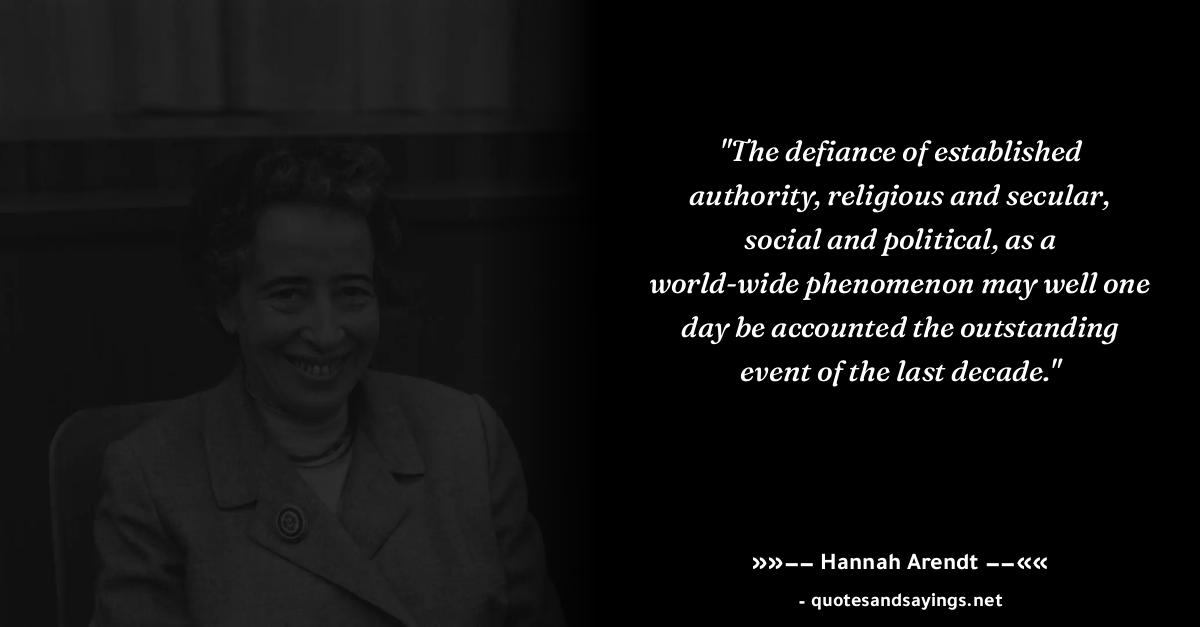 "The defiance of established
authority, religious and secular,
social and political, as a
world-wide phenomenon may well one
day be accounted the outstanding
event of the last decade."
»»−− Hannah Arendt −−««
- quotesandsayings.net